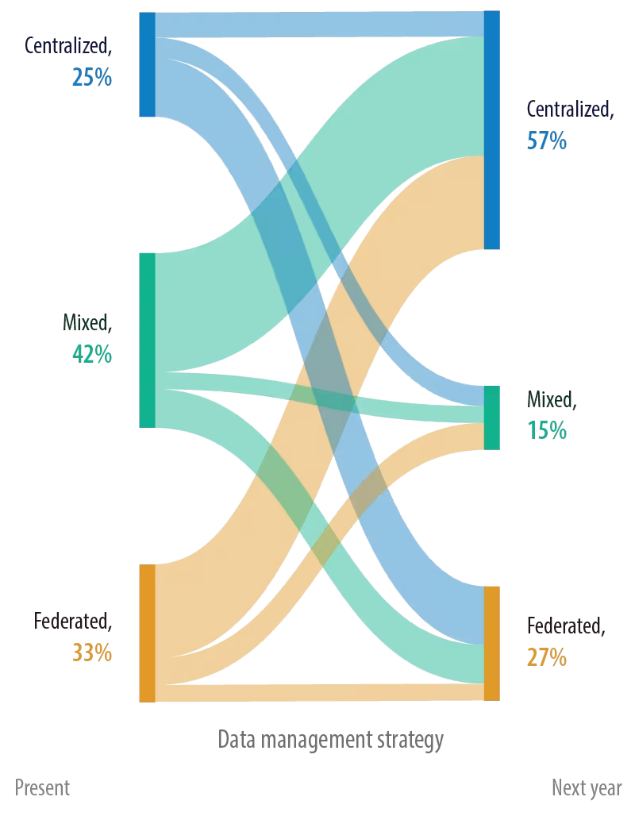 Centralized,
25%
Mixed,
42%
Federated,
33%
Centralized,
57%
Mixed,
15%
Federated,
27%
Data management strategy
Present
Next year